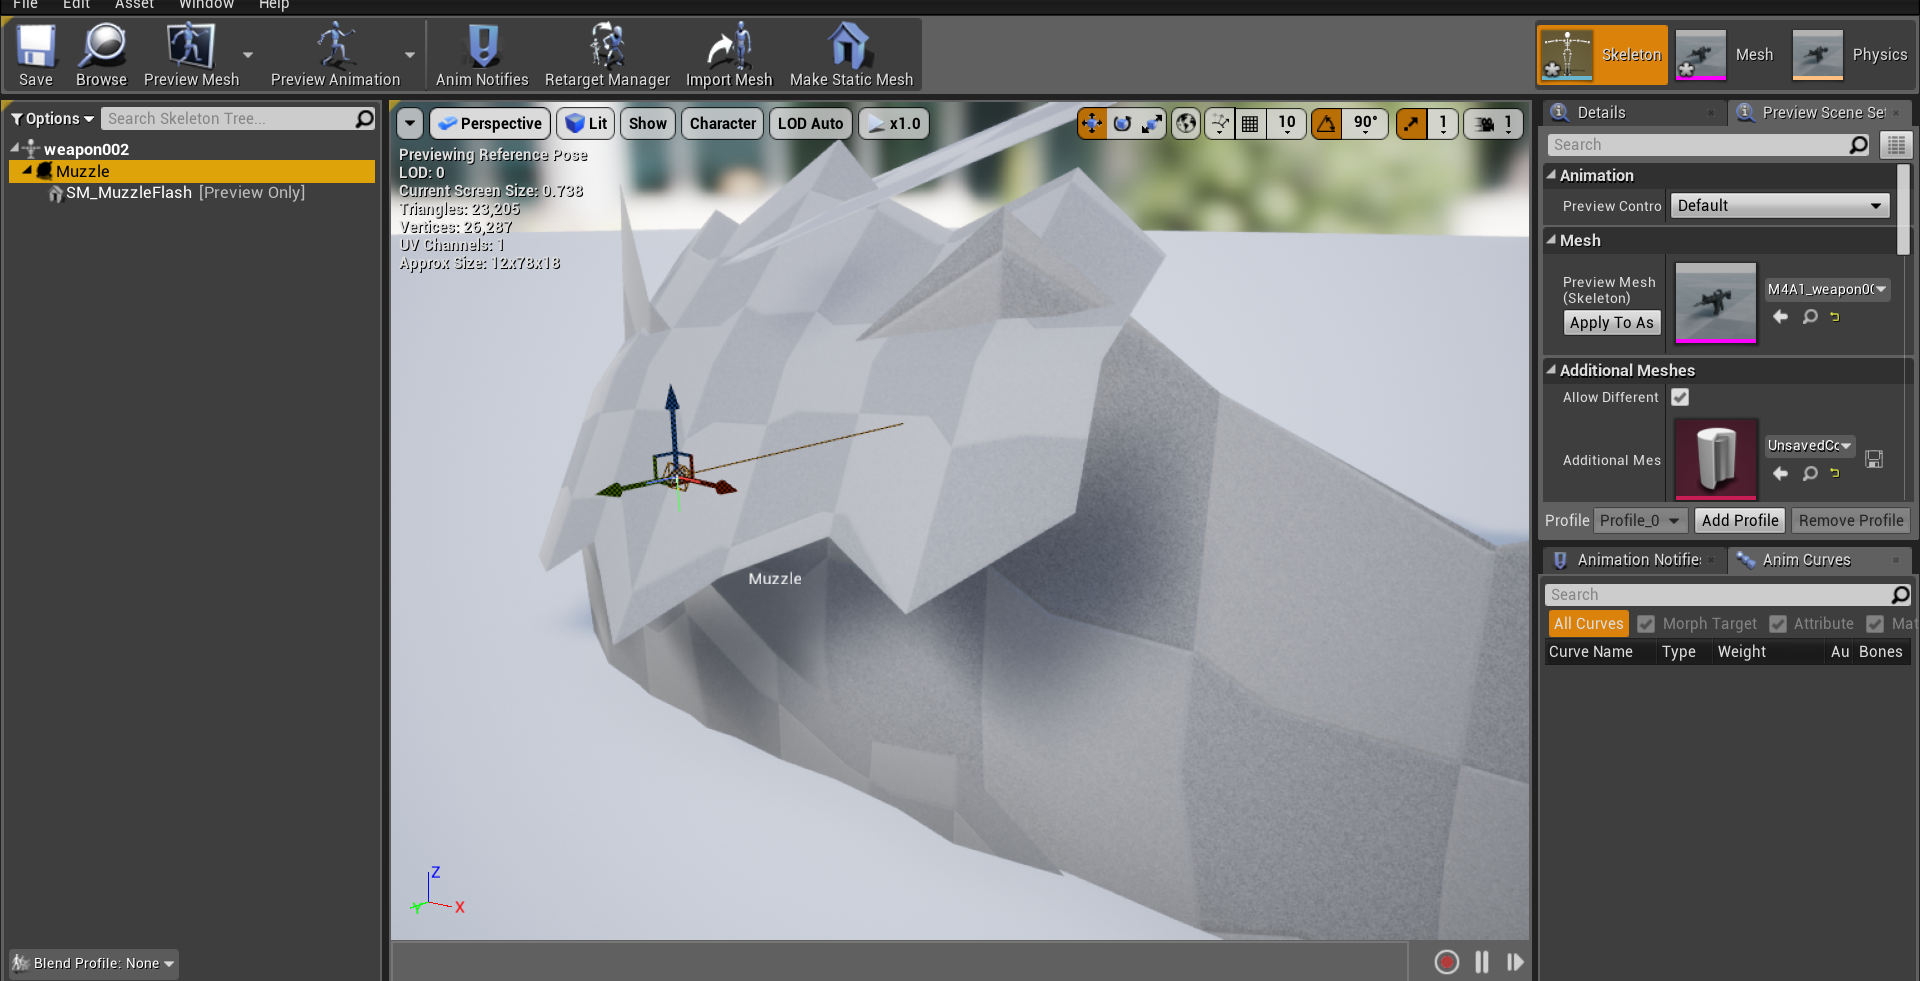 File Edit Asset Window Help
Save Browse Preview Mesh Preview Animation Anim Notifies Retarget Manager Import Mesh Make Static Mesh
Skeleton Mesh Physics
Options Search Skeleton Tree...
weapon002
Muzzle
SM_MuzzleFlash [Preview Only]
Blend Profile: None
Perspective Lit Show Character LOD Auto x1.0
10 90° 1 1
Previewing Reference Pose
LOD: 0
Current Screen Size: 0.738
Triangles: 23,205
Vertices: 26,287
UV Channels: 1
Approx Size: 12x78x18
Muzzle
Z
Y X
Details Preview Scene Set
Search
Animation
Preview Contro Default
Mesh
Preview Mesh
(Skeleton)
M4A1_weapon00
Apply To As
Additional Meshes
Allow Different
Additional Mes UnsavedCo
Profile Profile_0 Add Profile Remove Profile
Animation Notifies Anim Curves
Search
All Curves Morph Target Attribute Mat
Curve Name Type Weight Au Bones